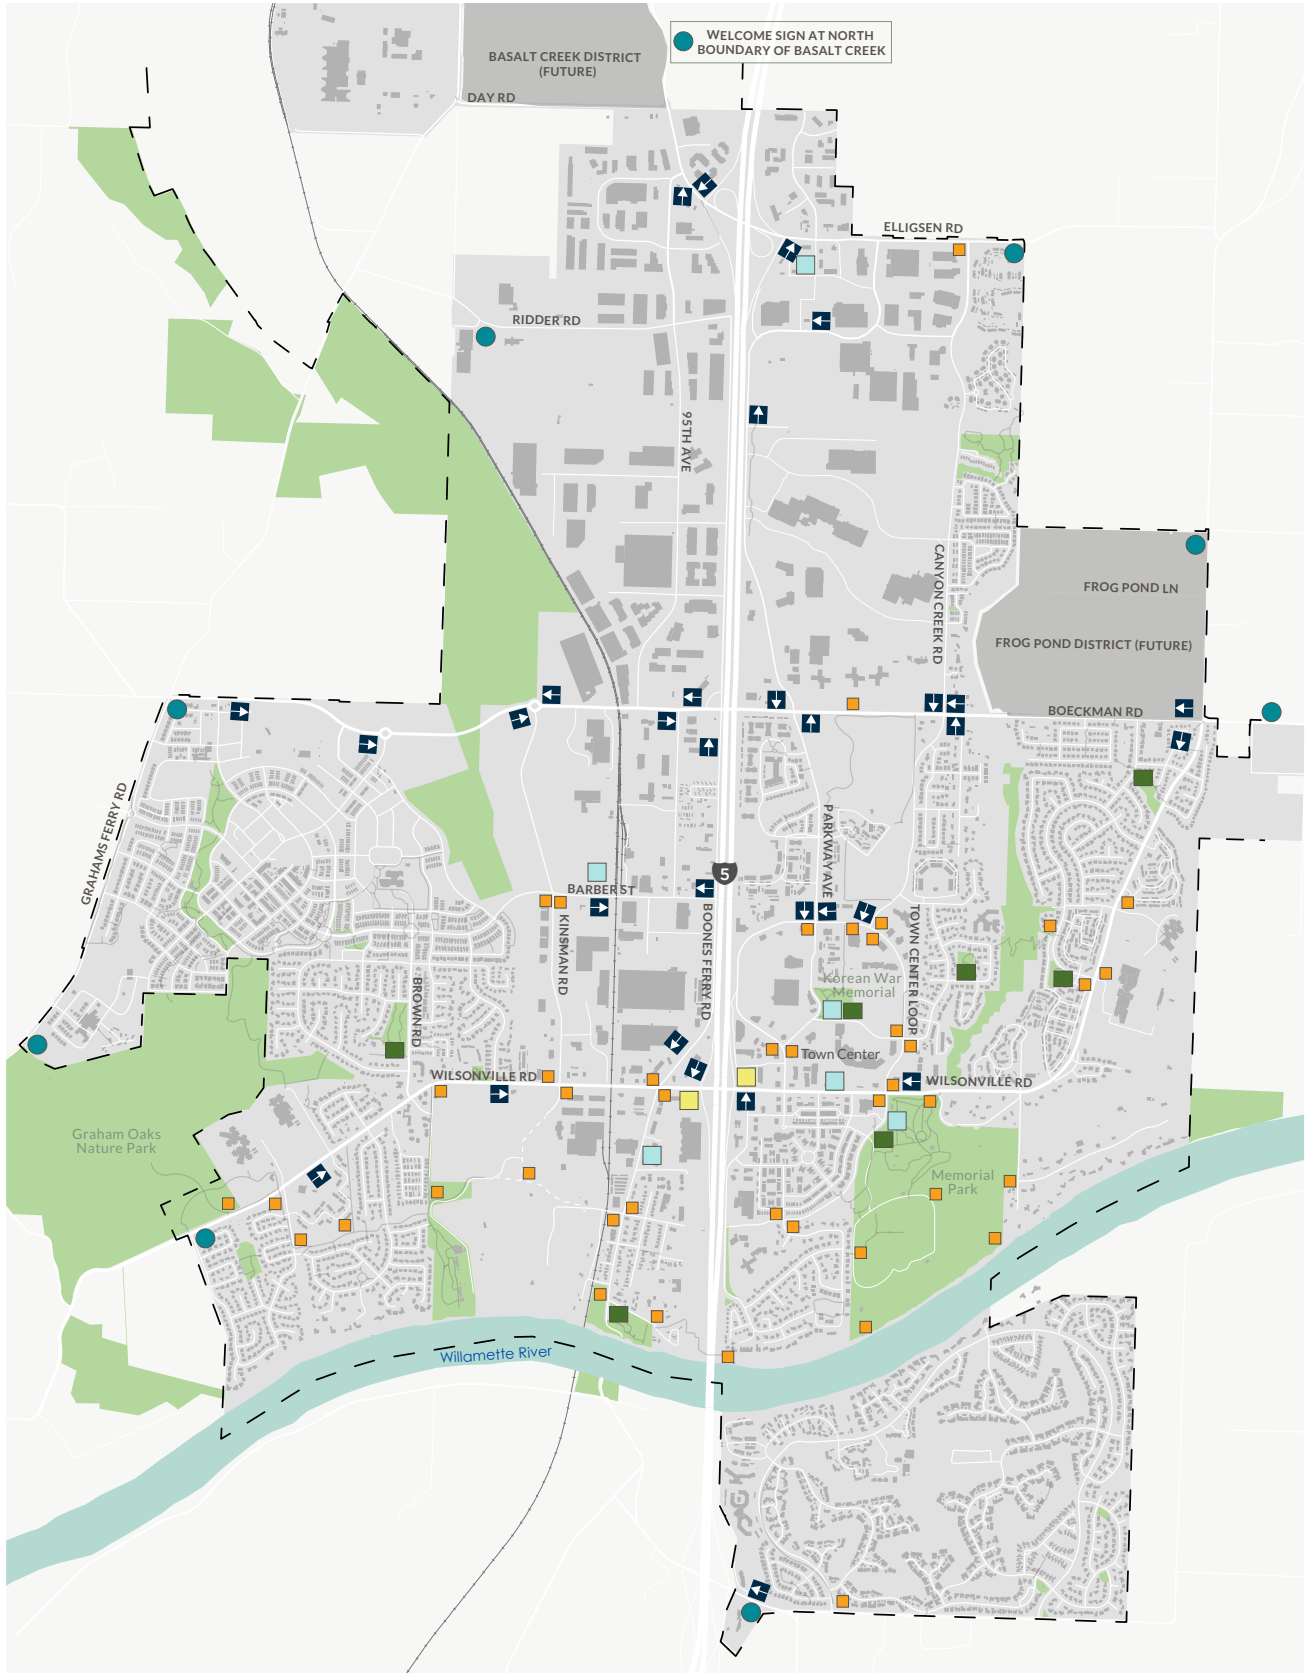 WELCOME SIGN AT NORTH
BOUNDARY OF BASALT CREEK
BASALT CREEK DISTRICT
(FUTURE)
DAY RD
ELLIGSEN RD
RIDDER RD
95TH AVE
CANYON CREEK RD
FROG POND LN
FROG POND DISTRICT (FUTURE)
BOECKMAN RD
GRAHAMS FERRY RD
PARKWAY AVE
5
BARBER ST
KINSMAN RD
BOONES FERRY RD
TOWN CENTER LOOP
Korean War
Memorial
BROWN RD
Town Center
WILSONVILLE RD
WILSONVILLE RD
Graham Oaks
Nature Park
Memorial
Park
Willamette River